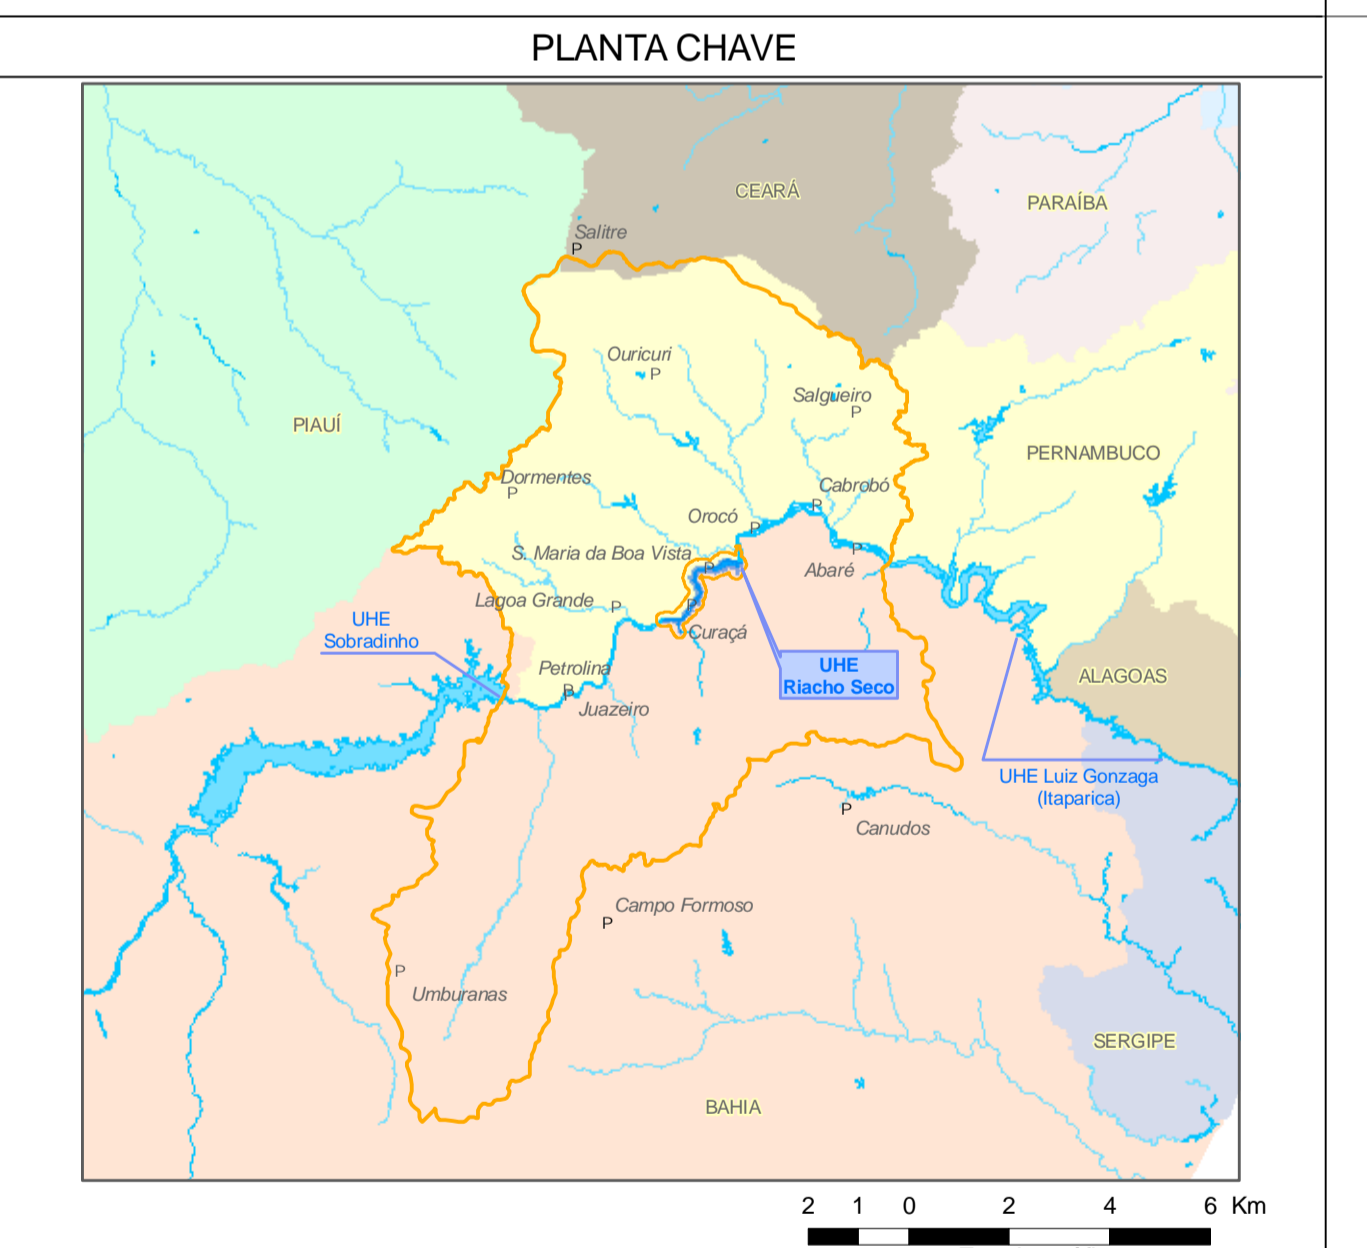 PLANTA CHAVE
CEARÁ
PARAÍBA
Salitre
P
Ouricuri
P
Salgueiro
P
PIAUÍ
PERNAMBUCO
Dormentes
P
Cabrobó
P
Orocó
P
S. Maria da Boa Vista
P
P
Abaré
Lagoa Grande
P
P
Curaçá
UHE
Sobradinho
UHE
Riacho Seco
Petrolina
P
Juazeiro
ALAGOAS
UHE Luiz Gonzaga
(Itaparica)
P
Canudos
Campo Formoso
P
P
Umburanas
SERGIPE
BAHIA
2 1 0 2 4 6 Km